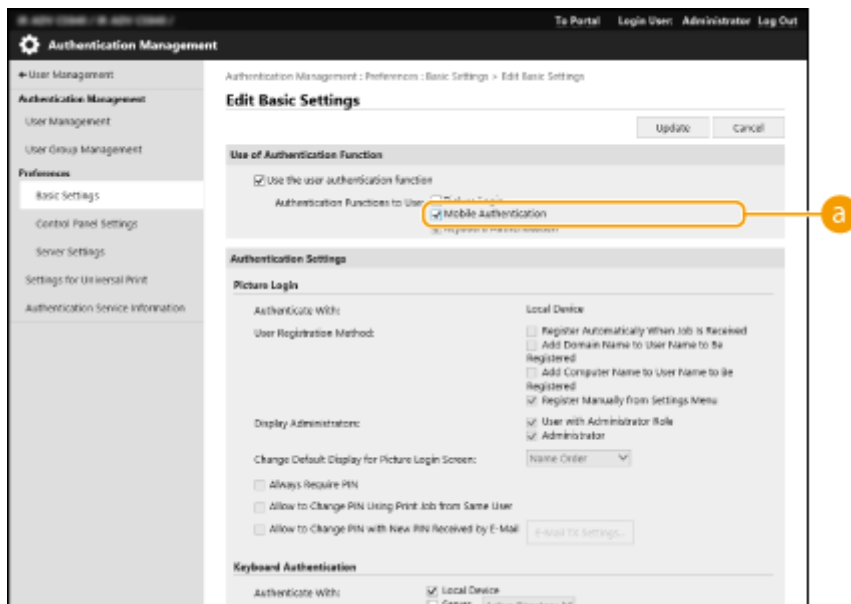 To Portal Login User: Administrator Log Out
Authentication Management
User Management
Authentication Management : Preferences : Basic Settings > Edit Basic Settings
Authentication Management
Edit Basic Settings
User Management
Update Cancel
User Group Management
Use of Authentication Function
Preferences
Use the user authentication function
Basic Settings
Authentication Functions to Use:
Mobile Authentication
a
Control Panel Settings
Server Settings
Authentication Settings
Settings for Universal Print
Picture Login
Authentication Service Information
Authenticate With: Local Device
User Registration Method: Register Automatically When Job Is Received
Add Domain Name to User Name to Be
Registered
Add Computer Name to User Name to Be
Registered
Register Manually from Settings Menu
Display Administrators: User with Administrator Role
Administrator
Change Default Display for Picture Login Screen: Name Order
Always Require PIN
Allow to Change PIN Using Print Job from Same User
Allow to Change PIN with New PIN Received by E-Mail E-Mail TX Settings...
Keyboard Authentication
Authenticate With: Local Device